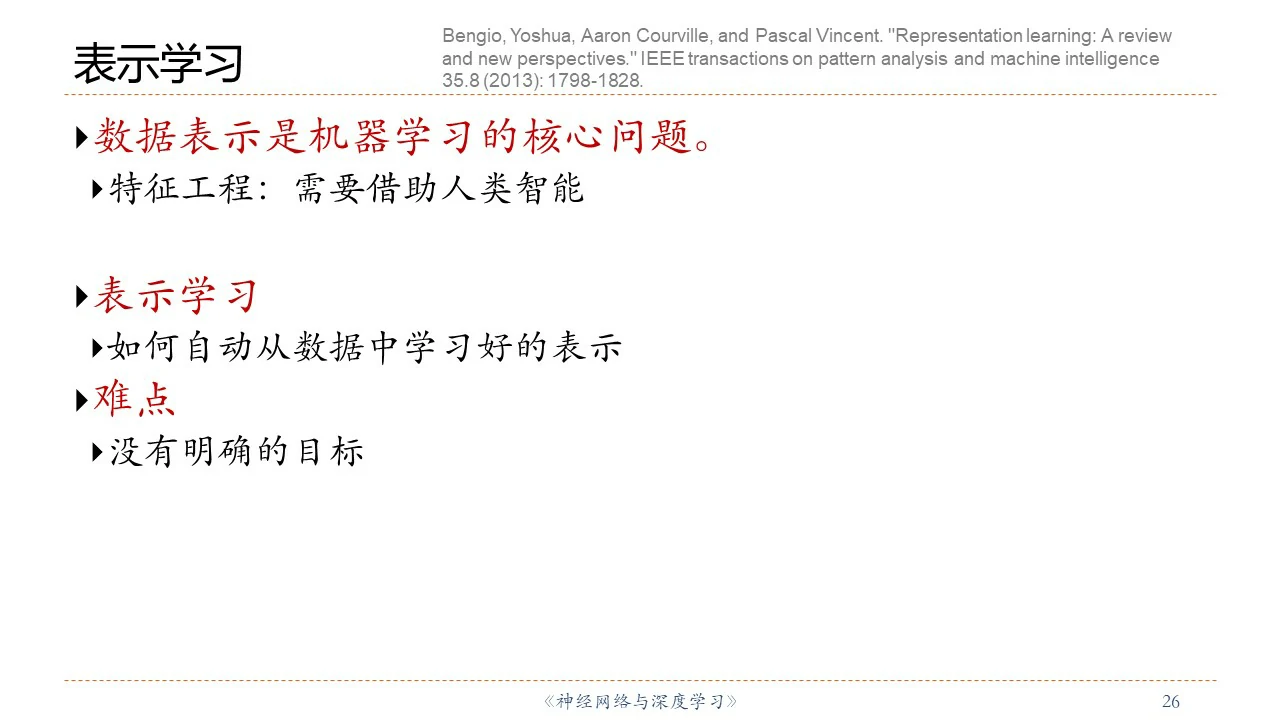 表示学习
Bengio, Yoshua, Aaron Courville, and Pascal Vincent. "Representation learning: A review
and new perspectives." IEEE transactions on pattern analysis and machine intelligence
35.8 (2013): 1798-1828.
数据表示是机器学习的核心问题。
特征工程：需要借助人类智能
表示学习
如何自动从数据中学习好的表示
难点
没有明确的目标
《神经网络与深度学习》
26